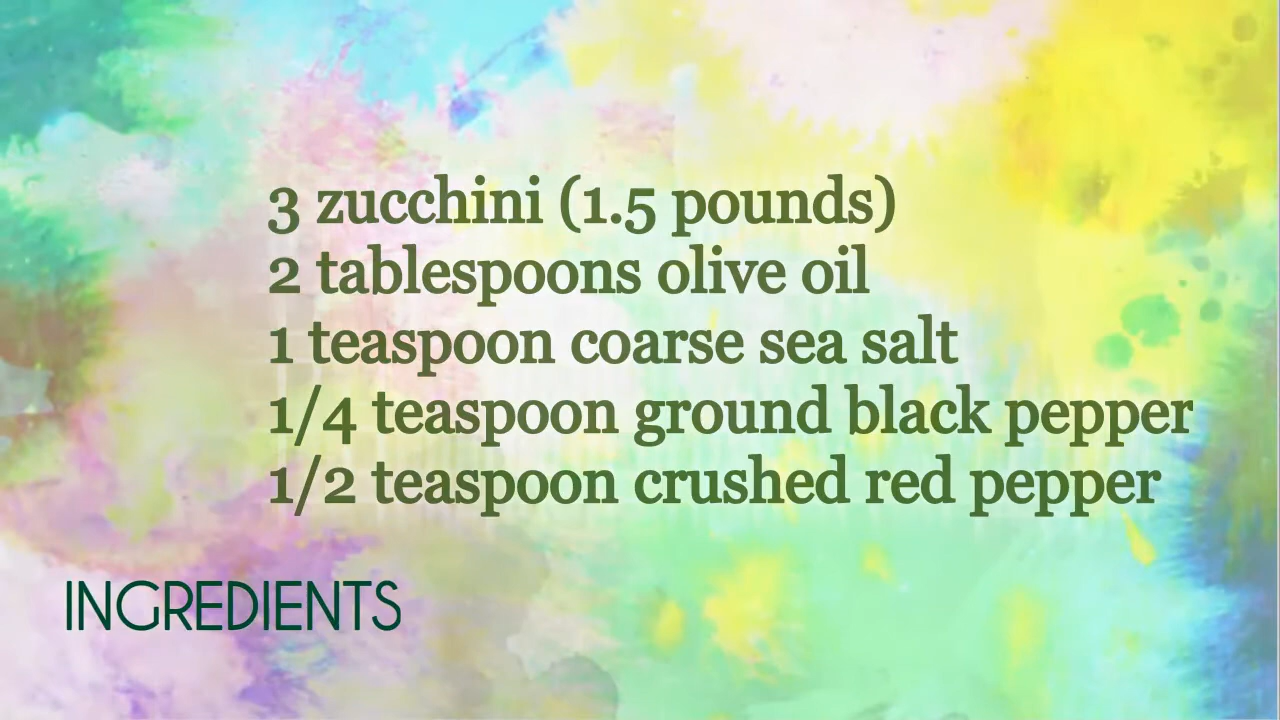 3 zucchini (1.5 pounds)
2 tablespoons olive oil
1 teaspoon coarse sea salt
1/4 teaspoon ground black pepper
1/2 teaspoon crushed red pepper
INGREDIENTS